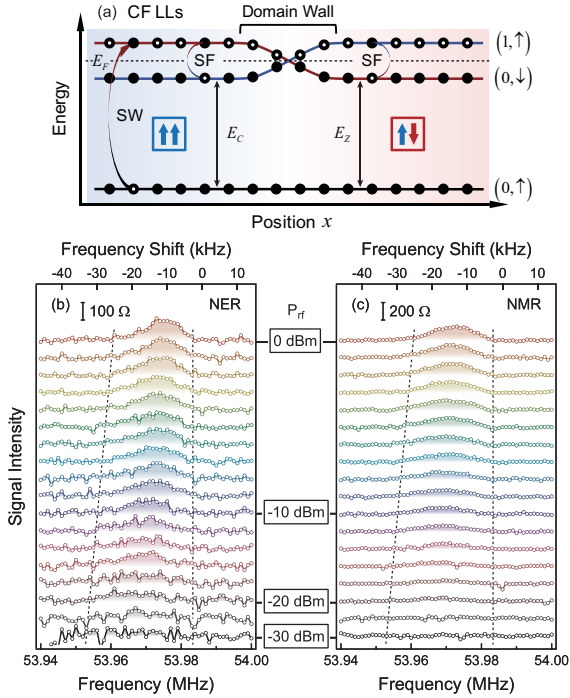 (a) CF LLs Domain Wall
(1,↑)
E_F SF SF
(0,↓)
Energy
SW
↑↑ E_C E_Z ↑↓
(0,↑)
Position x
Frequency Shift (kHz) Frequency Shift (kHz)
-40 -30 -20 -10 0 10 -40 -30 -20 -10 0 10
(b) 100 Ω NER P_rf (c) 200 Ω NMR
0 dBm
Signal Intensity
-10 dBm
-20 dBm
-30 dBm
53.94 53.96 53.98 54.00 53.94 53.96 53.98 54.00
Frequency (MHz) Frequency (MHz)